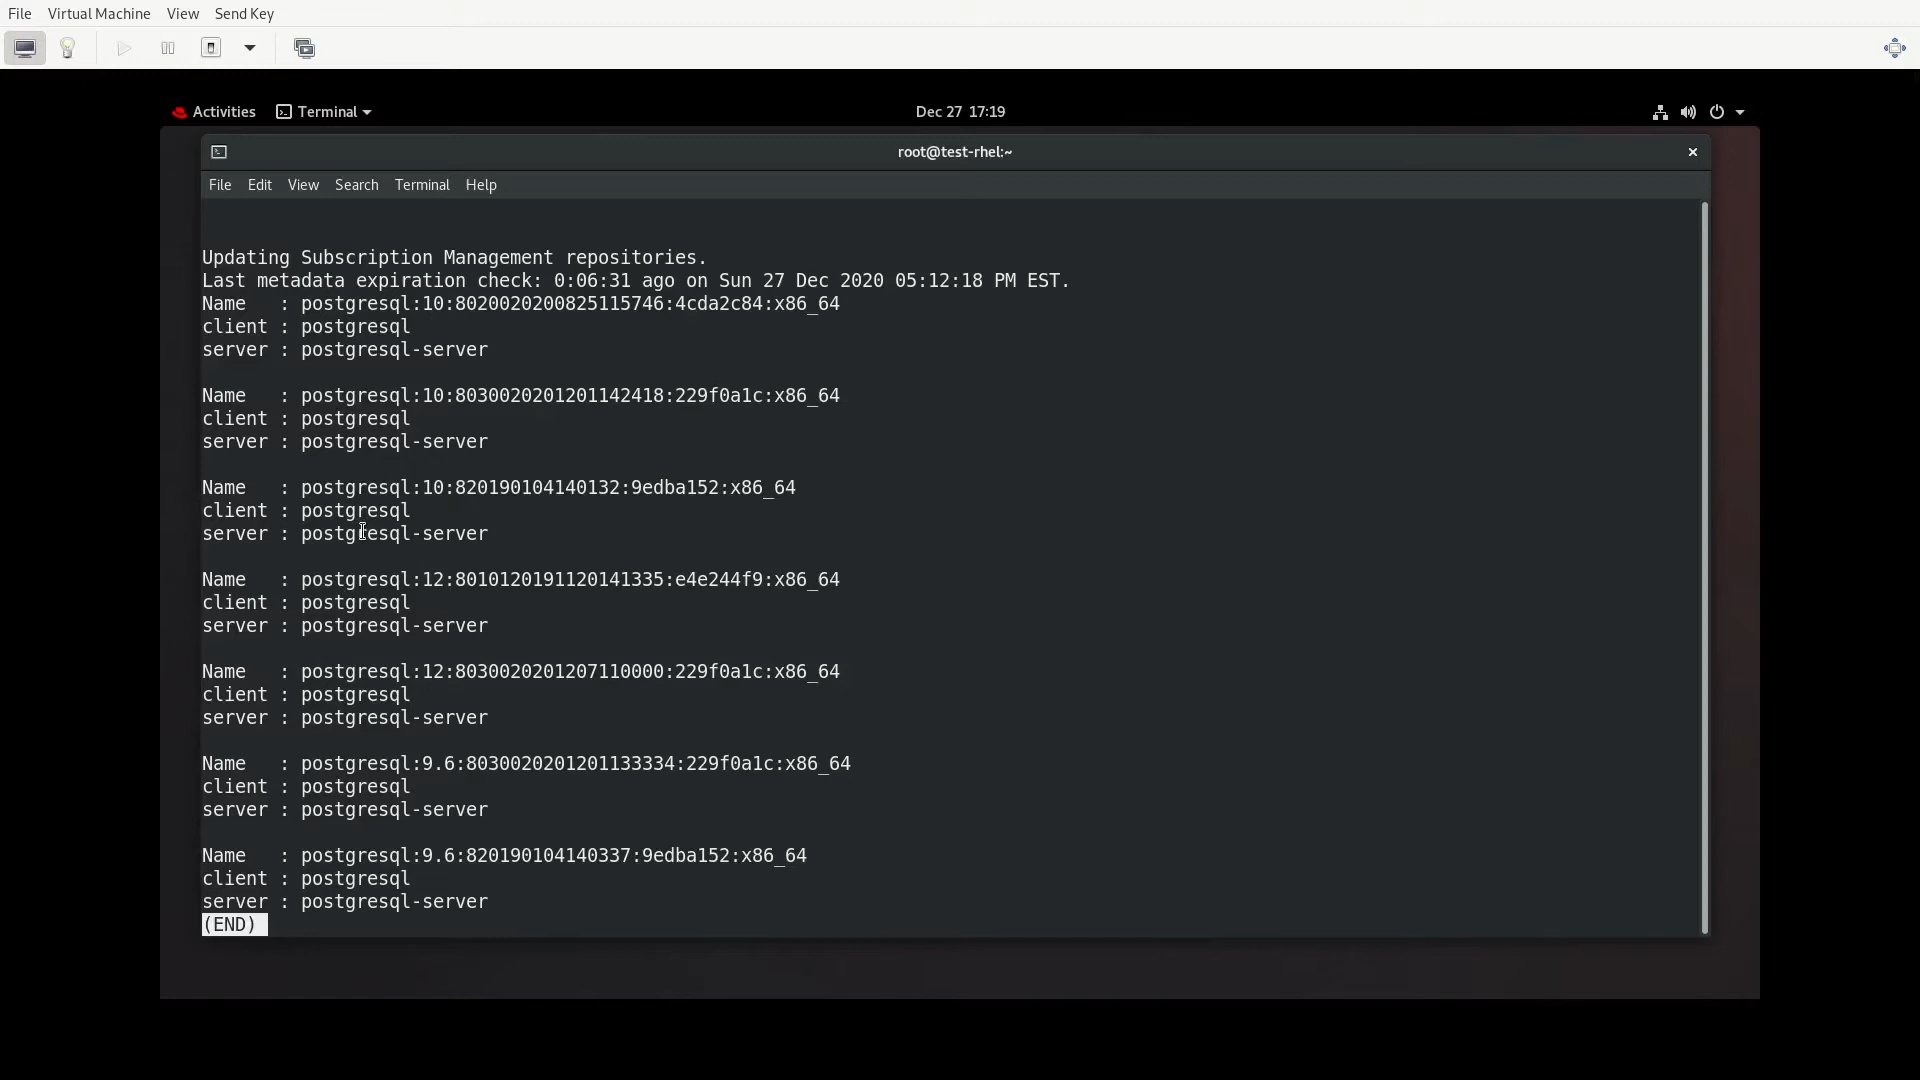 File Virtual Machine View Send Key
Activities Terminal Dec 27 17:19
root@test-rhel:~
File Edit View Search Terminal Help
Updating Subscription Management repositories.
Last metadata expiration check: 0:06:31 ago on Sun 27 Dec 2020 05:12:18 PM EST.
Name   : postgresql:10:8020020200825115746:4cda2c84:x86_64
client : postgresql
server : postgresql-server
Name   : postgresql:10:8030020201201142418:229f0a1c:x86_64
client : postgresql
server : postgresql-server
Name   : postgresql:10:820190104140132:9edba152:x86_64
client : postgresql
server : postgresql-server
Name   : postgresql:12:8010120191120141335:e4e244f9:x86_64
client : postgresql
server : postgresql-server
Name   : postgresql:12:8030020201207110000:229f0a1c:x86_64
client : postgresql
server : postgresql-server
Name   : postgresql:9.6:8030020201201133334:229f0a1c:x86_64
client : postgresql
server : postgresql-server
Name   : postgresql:9.6:820190104140337:9edba152:x86_64
client : postgresql
server : postgresql-server
(END)